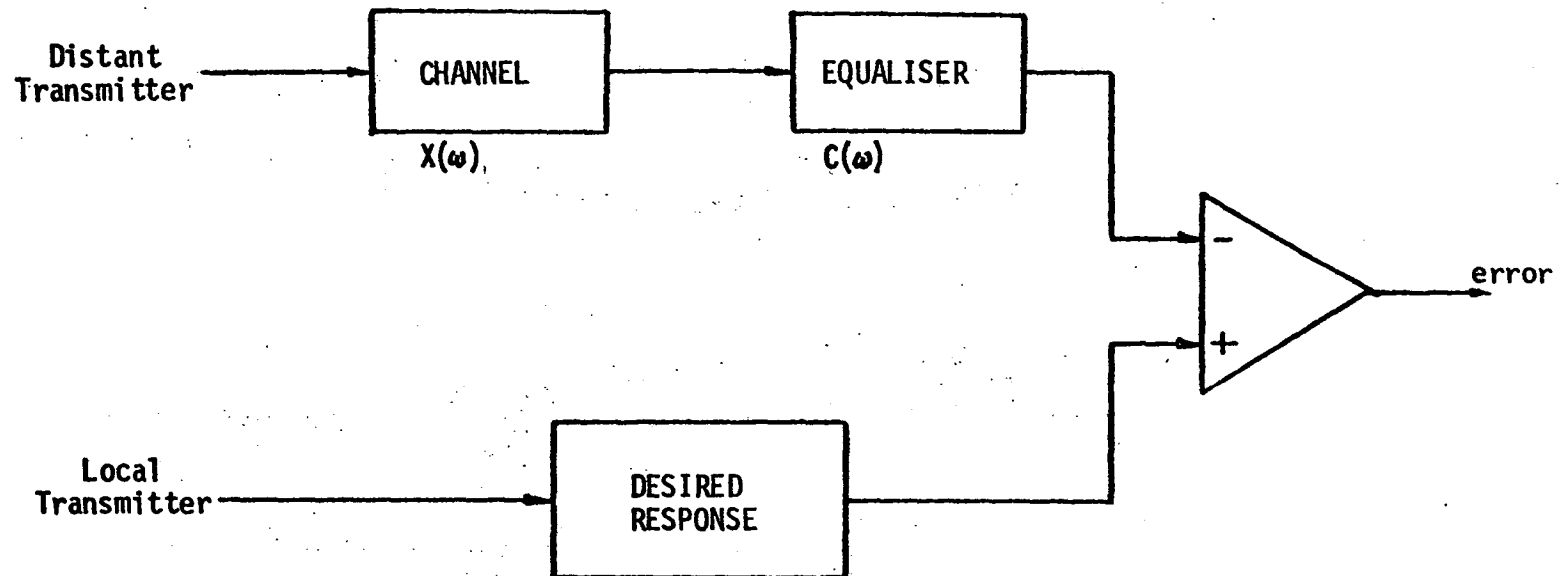 Distant
Transmitter
CHANNEL
X(ω)
EQUALISER
C(ω)
-
+
error
Local
Transmitter
DESIRED
RESPONSE